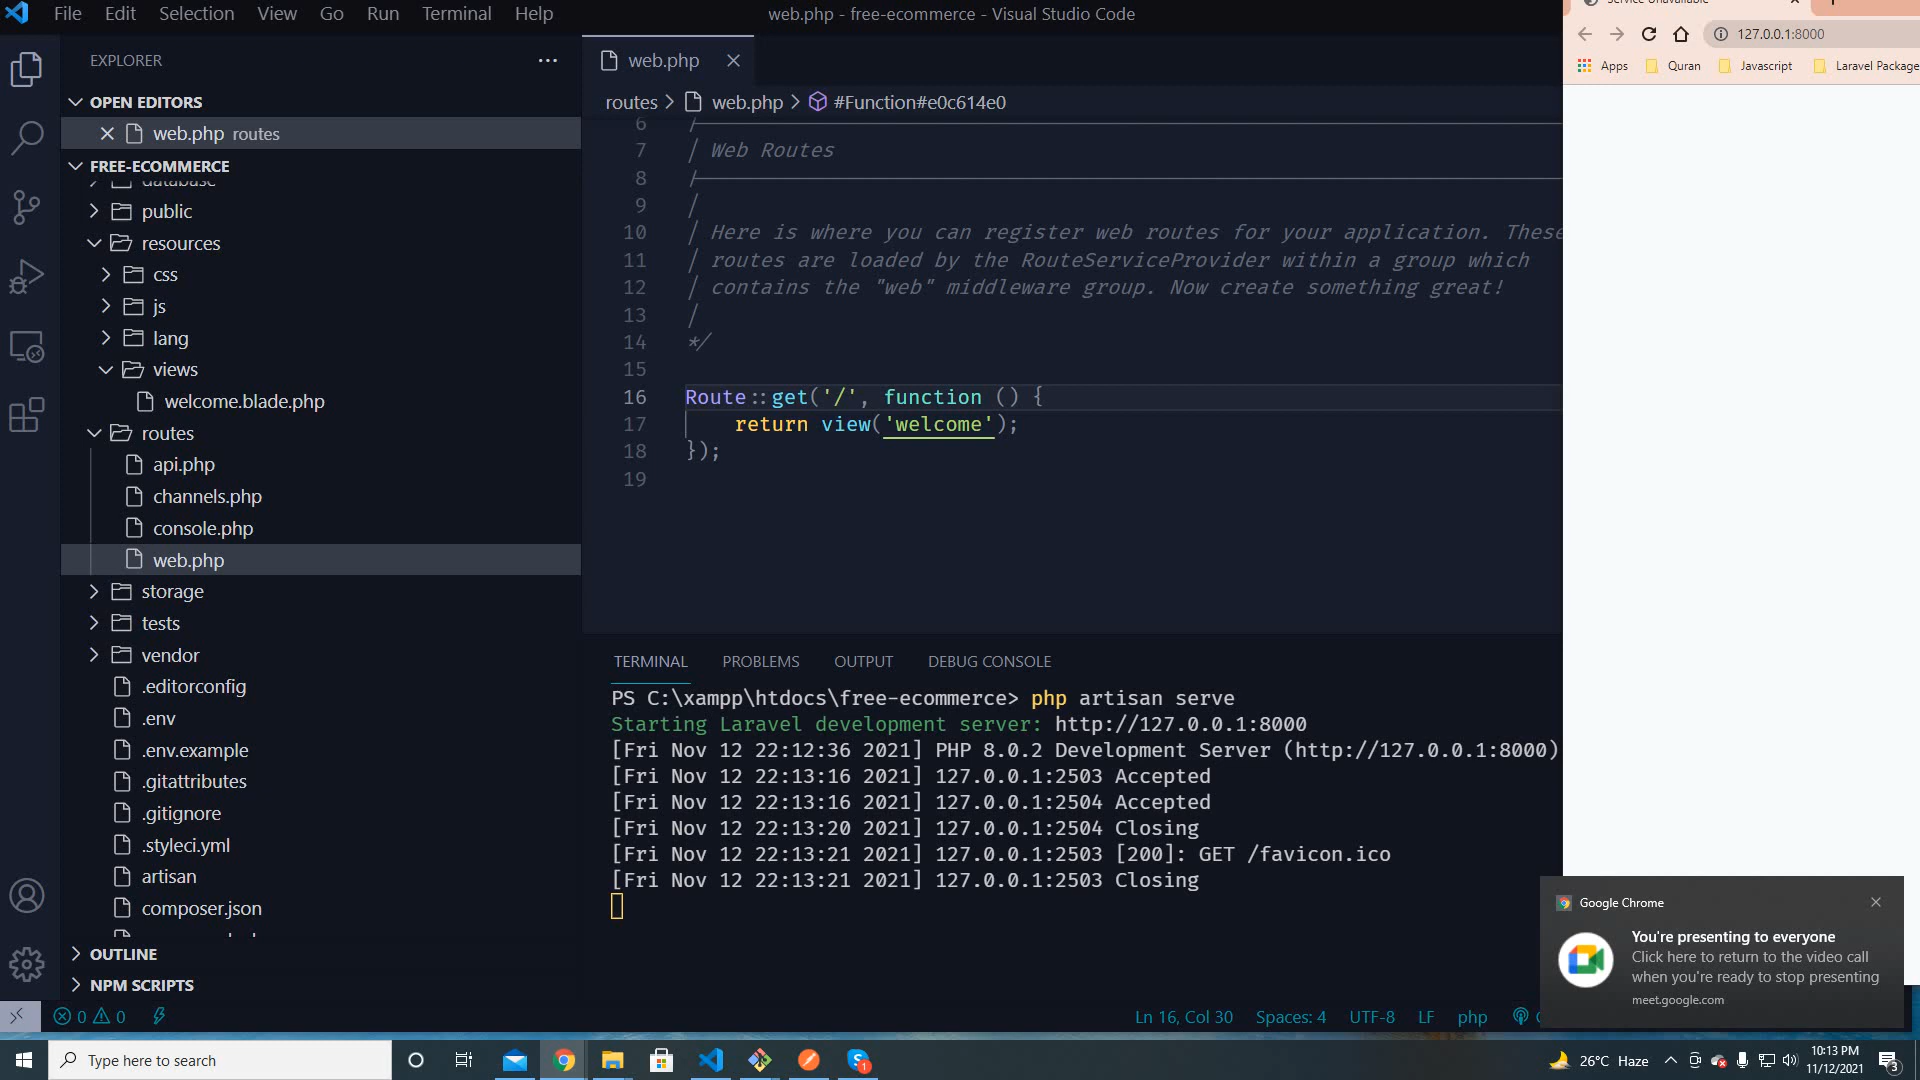 File Edit Selection View Go Run Terminal Help
web.php - free-ecommerce - Visual Studio Code
EXPLORER
OPEN EDITORS
web.php routes
FREE-ECOMMERCE
database
public
resources
css
js
lang
views
welcome.blade.php
routes
api.php
channels.php
console.php
web.php
storage
tests
vendor
.editorconfig
.env
.env.example
.gitattributes
.gitignore
.styleci.yml
artisan
composer.json
OUTLINE
NPM SCRIPTS
web.php
routes > web.php > #Function#e0c614e0
6 /
7 | Web Routes
8 |
9 |
10 | Here is where you can register web routes for your application. These
11 | routes are loaded by the RouteServiceProvider within a group which
12 | contains the "web" middleware group. Now create something great!
13 |
14 */
15
16 Route::get('/', function () {
17 return view('welcome');
18 });
19
TERMINAL PROBLEMS OUTPUT DEBUG CONSOLE
PS C:\xampp\htdocs\free-ecommerce> php artisan serve
Starting Laravel development server: http://127.0.0.1:8000
[Fri Nov 12 22:12:36 2021] PHP 8.0.2 Development Server (http://127.0.0.1:8000)
[Fri Nov 12 22:13:16 2021] 127.0.0.1:2503 Accepted
[Fri Nov 12 22:13:16 2021] 127.0.0.1:2504 Accepted
[Fri Nov 12 22:13:20 2021] 127.0.0.1:2504 Closing
[Fri Nov 12 22:13:21 2021] 127.0.0.1:2503 [200]: GET /favicon.ico
[Fri Nov 12 22:13:21 2021] 127.0.0.1:2503 Closing
Service Unavailable
127.0.0.1:8000
Apps Quran Javascript Laravel Package
Google Chrome
You're presenting to everyone
Click here to return to the video call
when you're ready to stop presenting
meet.google.com
0 0
Ln 16, Col 30 Spaces: 4 UTF-8 LF php
Type here to search
1
26°C Haze
10:13 PM
11/12/2021
3